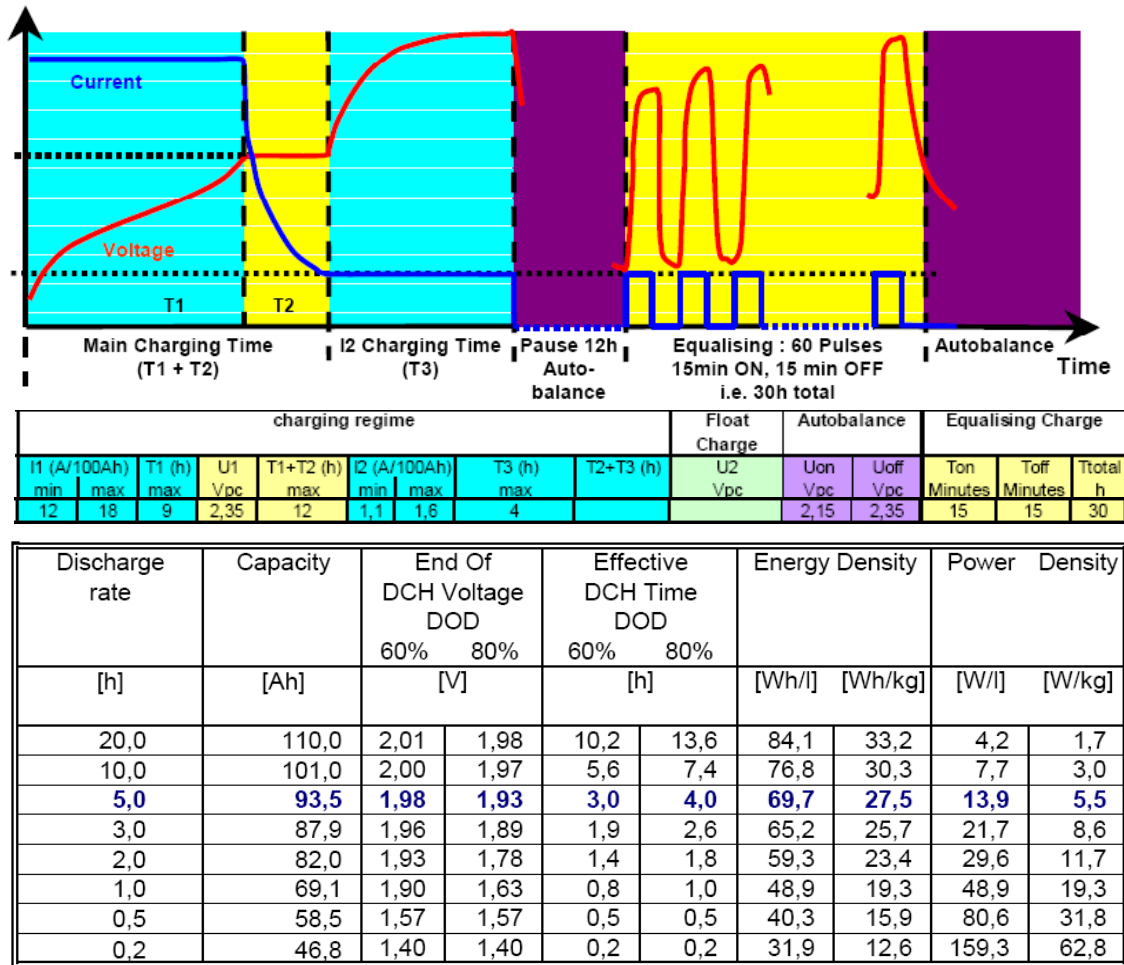 Current
Voltage
T1 T2
Main Charging Time
(T1 + T2)
I2 Charging Time
(T3)
Pause 12h
Auto-
balance
Equalising : 60 Pulses
15min ON, 15 min OFF
i.e. 30h total
Autobalance
Time
charging regime Float Charge Autobalance Equalising Charge
I1 (A/100Ah) T1 (h) U1 T1+T2 (h) I2 (A/100Ah) T3 (h) T2+T3 (h) U2 Uon Uoff Ton Toff Ttotal
min max max Vpc max min max max Vpc Vpc Vpc Minutes Minutes h
12 18 9 2,35 12 1,1 1,6 4 2,15 2,35 15 15 30
Discharge Capacity End Of Effective Energy Density Power Density
rate DCH Voltage DCH Time
DOD DOD
60% 80% 60% 80%
[h] [Ah] [V] [h] [Wh/l] [Wh/kg] [W/l] [W/kg]
20,0 110,0 2,01 1,98 10,2 13,6 84,1 33,2 4,2 1,7
10,0 101,0 2,00 1,97 5,6 7,4 76,8 30,3 7,7 3,0
5,0 93,5 1,98 1,93 3,0 4,0 69,7 27,5 13,9 5,5
3,0 87,9 1,96 1,89 1,9 2,6 65,2 25,7 21,7 8,6
2,0 82,0 1,93 1,78 1,4 1,8 59,3 23,4 29,6 11,7
1,0 69,1 1,90 1,63 0,8 1,0 48,9 19,3 48,9 19,3
0,5 58,5 1,57 1,57 0,5 0,5 40,3 15,9 80,6 31,8
0,2 46,8 1,40 1,40 0,2 0,2 31,9 12,6 159,3 62,8